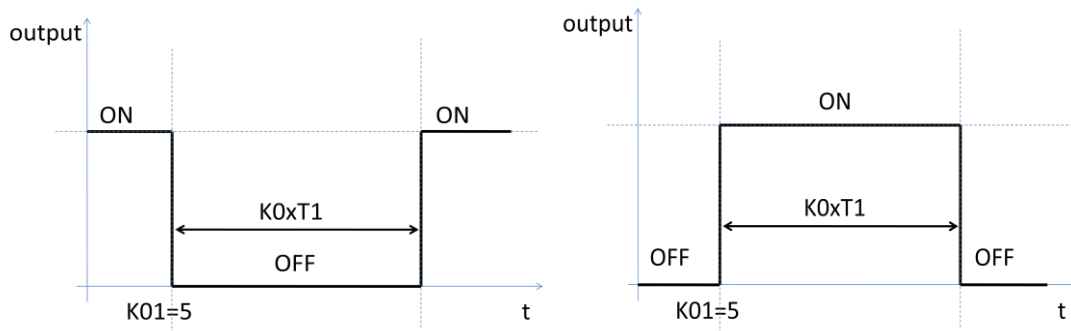 output
ON
ON
K0xT1
OFF
K01=5
t
output
ON
K0xT1
OFF
OFF
K01=5
t